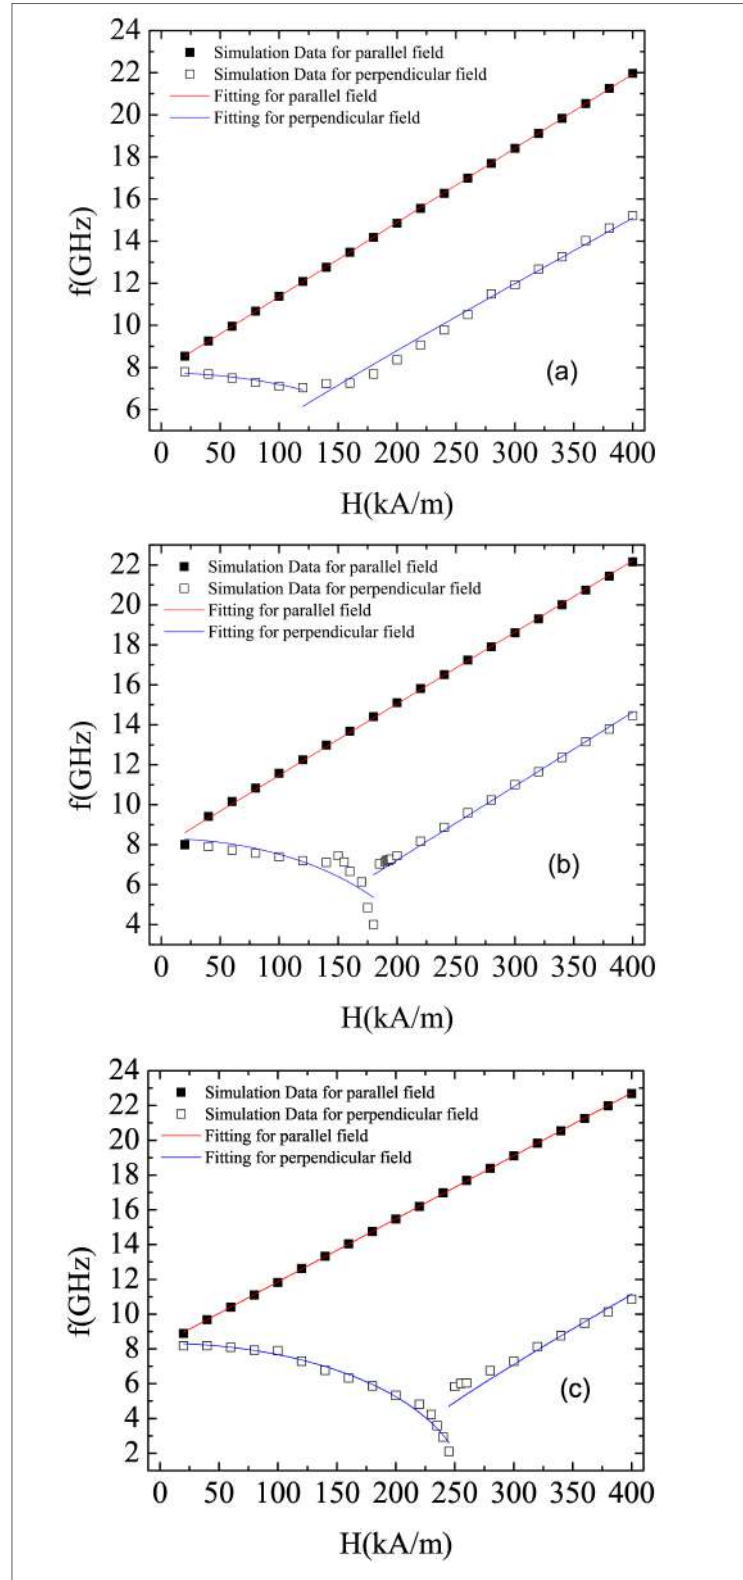 24
22
20
18
16
14
12
10
8
6
f(GHz)
Simulation Data for parallel field
Simulation Data for perpendicular field
Fitting for parallel field
Fitting for perpendicular field
(a)
0 50 100 150 200 250 300 350 400
H(kA/m)
22
20
18
16
14
12
10
8
6
4
f(GHz)
Simulation Data for parallel field
Simulation Data for perpendicular field
Fitting for parallel field
Fitting for perpendicular field
(b)
0 50 100 150 200 250 300 350 400
H(kA/m)
24
22
20
18
16
14
12
10
8
6
4
2
f(GHz)
Simulation Data for parallel field
Simulation Data for perpendicular field
Fitting for parallel field
Fitting for perpendicular field
(c)
0 50 100 150 200 250 300 350 400
H(kA/m)